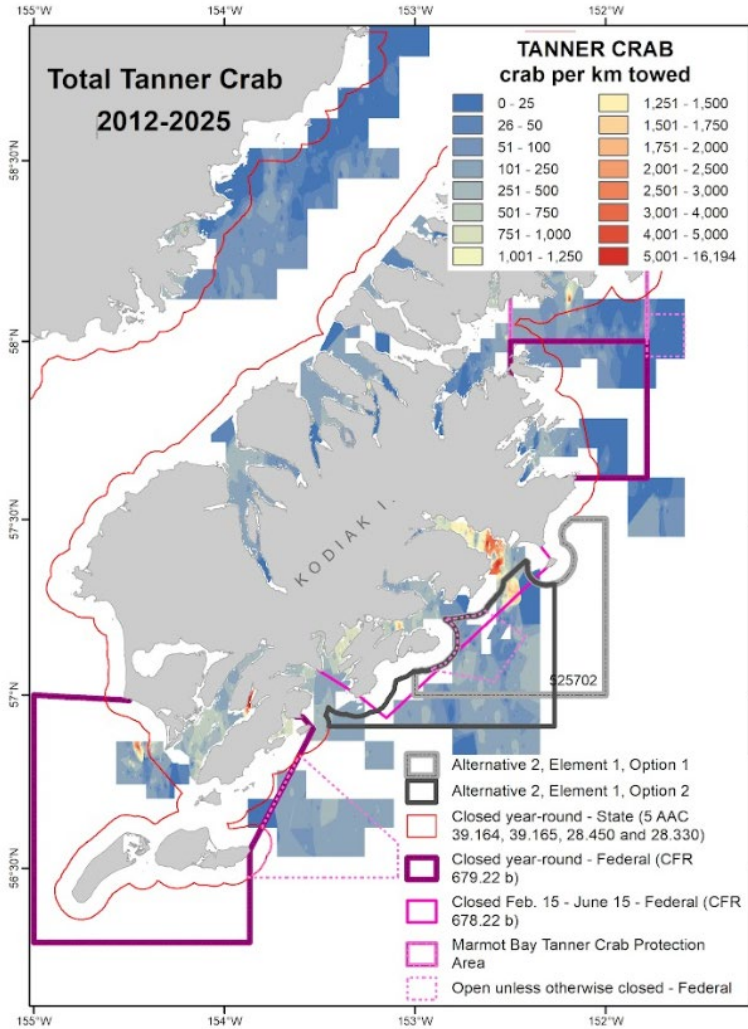 155°W
154°W
153°W
152°W
Total Tanner Crab
2012-2025
TANNER CRAB
crab per km towed
0 - 25
26 - 50
51 - 100
101 - 250
251 - 500
501 - 750
751 - 1,000
1,001 - 1,250
1,251 - 1,500
1,501 - 1,750
1,751 - 2,000
2,001 - 2,500
2,501 - 3,000
3,001 - 4,000
4,001 - 5,000
5,001 - 16,194
58°30'N
58°N
57°30'N
57°N
56°30'N
KODIAK I.
525702
Alternative 2, Element 1, Option 1
Alternative 2, Element 1, Option 2
Closed year-round - State (5 AAC
39.164, 39.165, 28.450 and 28.330)
Closed year-round - Federal (CFR
679.22 b)
Closed Feb. 15 - June 15 - Federal (CFR
678.22 b)
Marmot Bay Tanner Crab Protection
Area
Open unless otherwise closed - Federal
155°W
154°W
153°W
152°W